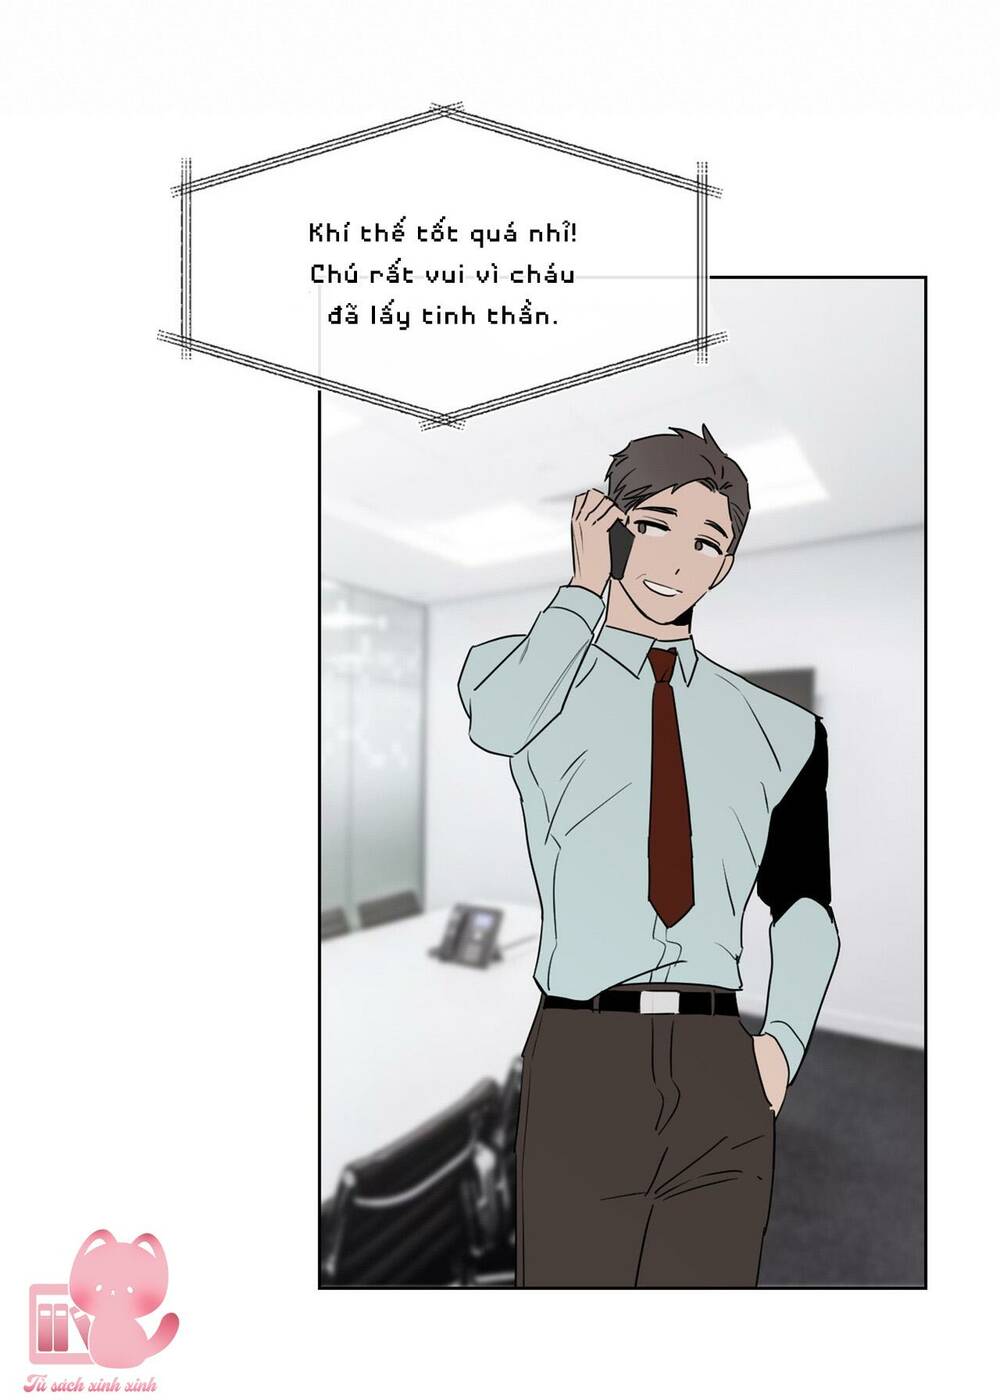 Khí thế tốt quá nhỉ!
Chú rất vui vì cháu
đã lấy tinh thần.
Tủ sách xinh xinh